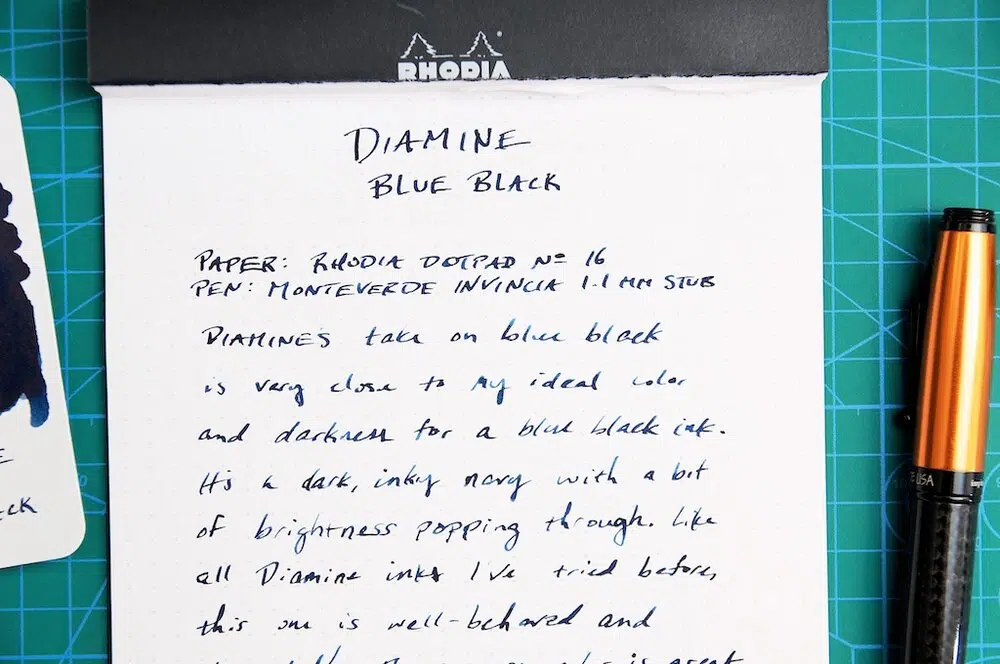 RHODIA
DIAMINE
BLUE BLACK
PAPER: RHODIA DOTPAD Nº 16
PEN: MONTEVERDE INVINCIA 1.1 MM STUB
DIAMINE'S take on blue black
is very close to my ideal color
and darkness for a blue black ink.
It's a dark, inky navy with a bit
of brightness popping through. Like
all Diamine inks I've tried before,
this one is well-behaved and
is great
USA